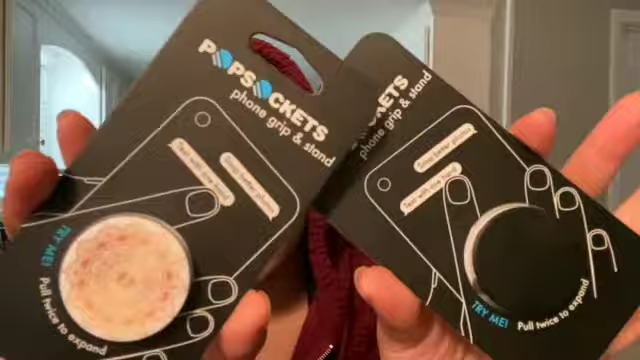 POPSOCKETS
phone grip & stand
Text with one hand
Snap better photos
TRY ME!
Pull twice to expand
CKETS
phone grip & stand
Snap better photos
Text with one hand
TRY ME!
Pull twice to expand